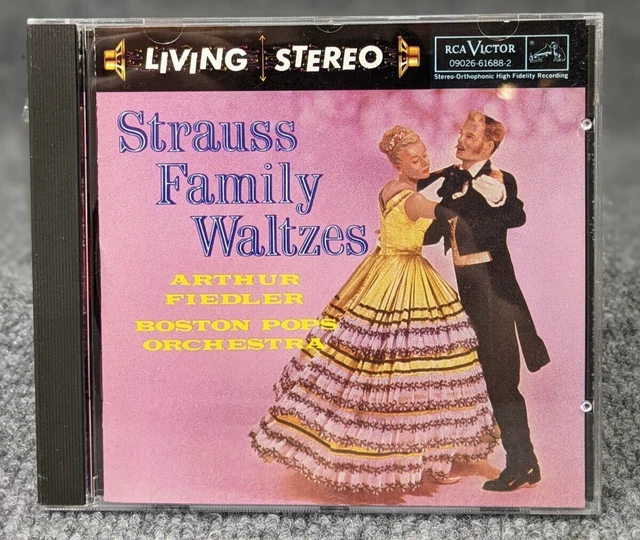 LIVING STEREO
RCA VICTOR
09026-61688-2
Stereo-Orthophonic High Fidelity Recording
Strauss
Family
Waltzes
ARTHUR
FIEDLER
BOSTON POPS
ORCHESTRA